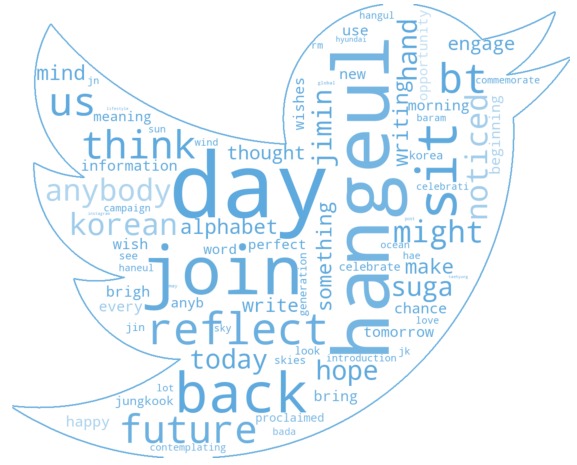 hangul
use
rm
hyundai
hand
opportunity
engage
mind
jn
us
meaning
sun
lifestyle
think
wind
information
thought
wishes
global
new
jimin
writing
bt
commemorate
morning
baram
noticed
beginning
korea
sit
celebrati
hangeul
day
anybody
campaign
instagram
korean
alphabet
might
wish
word
perfect
something
ocean
hae
see
haneul
join
generation
celebrate
make
brigh
anyb
write
suga
every
chance
love
jin
reflect
sky
tomorrow
today
look
skies
introduction
jk
hope
back
bring
lot
jungkook
happy
future
proclaimed
bada
contemplating